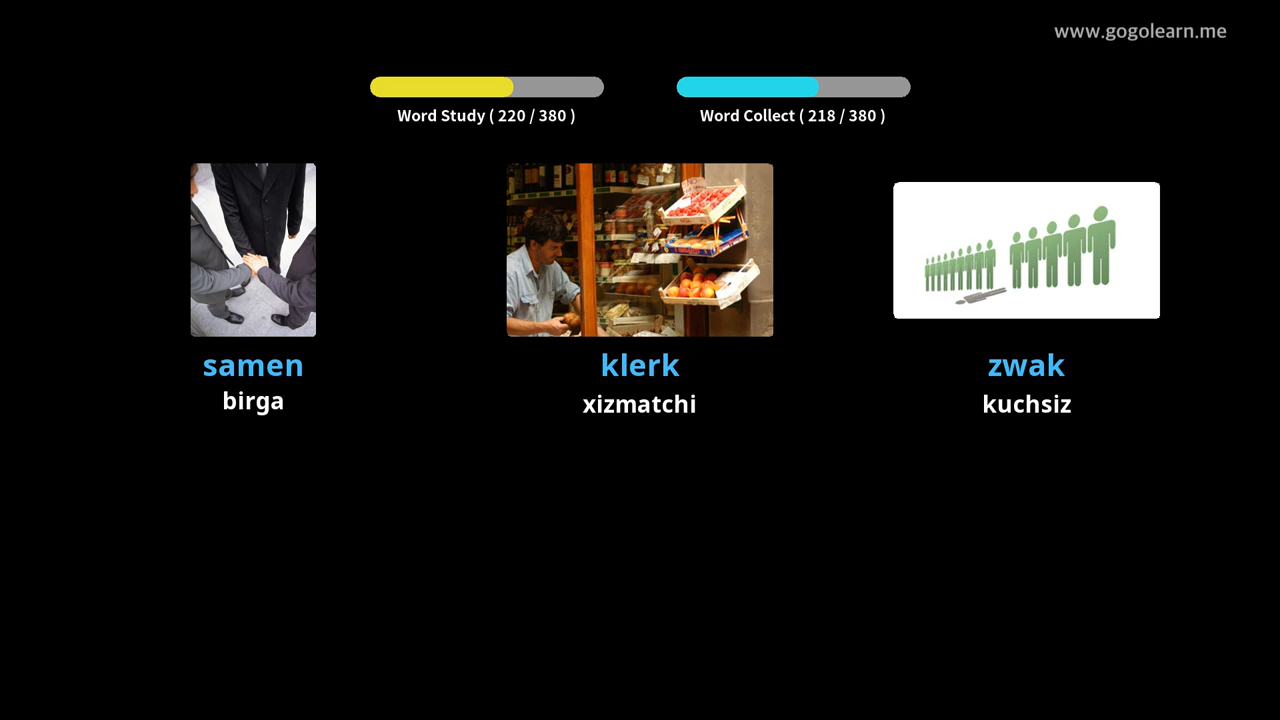 www.gogolearn.me
Word Study ( 220 / 380 )
Word Collect ( 218 / 380 )
samen
birga
klerk
xizmatchi
zwak
kuchsiz